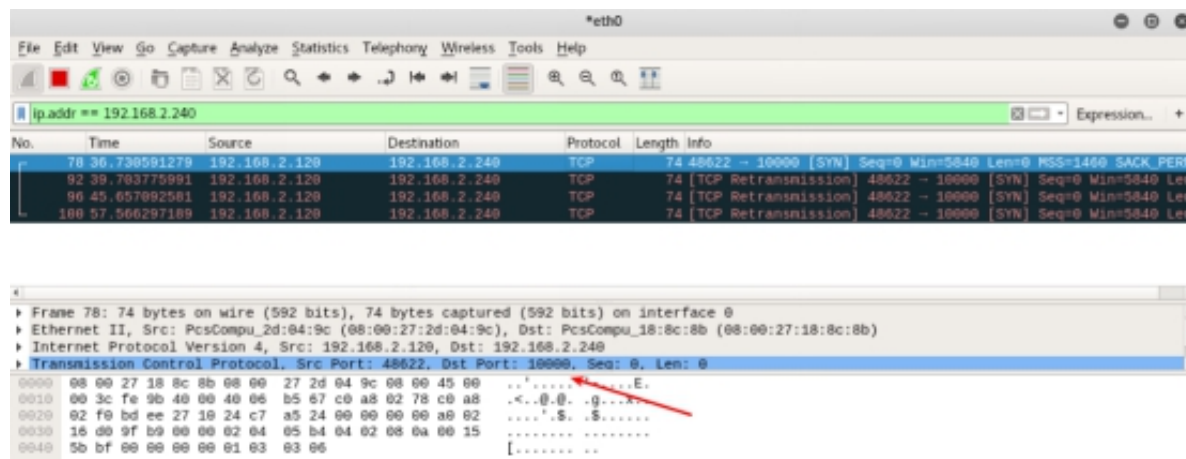 *eth0
File Edit View Go Capture Analyze Statistics Telephony Wireless Tools Help
ip.addr == 192.168.2.240
Expression... +
No. Time Source Destination Protocol Length Info
78 36.730591279 192.168.2.120 192.168.2.240 TCP 74 48622 → 10000 [SYN] Seq=0 Win=5840 Len=0 MSS=1460 SACK_PER
92 39.703775991 192.168.2.120 192.168.2.240 TCP 74 [TCP Retransmission] 48622 → 10000 [SYN] Seq=0 Win=5840 Le
96 45.657092581 192.168.2.120 192.168.2.240 TCP 74 [TCP Retransmission] 48622 → 10000 [SYN] Seq=0 Win=5840 Le
100 57.566297189 192.168.2.120 192.168.2.240 TCP 74 [TCP Retransmission] 48622 → 10000 [SYN] Seq=0 Win=5840 Le
Frame 78: 74 bytes on wire (592 bits), 74 bytes captured (592 bits) on interface 0
Ethernet II, Src: PcsCompu_2d:04:9c (08:00:27:2d:04:9c), Dst: PcsCompu_18:8c:8b (08:00:27:18:8c:8b)
Internet Protocol Version 4, Src: 192.168.2.120, Dst: 192.168.2.240
Transmission Control Protocol, Src Port: 48622, Dst Port: 10000, Seq: 0, Len: 0
0000 08 00 27 18 8c 8b 08 00 27 2d 04 9c 08 00 45 00 ..'..... '-....E.
0010 00 3c fe 9b 40 00 40 06 b5 67 c0 a8 02 78 c0 a8 .<..@.@. .g...x..
0020 02 f0 bd ee 27 10 24 c7 a5 24 00 00 00 00 a0 02 ....'.$. .$......
0030 16 d0 9f b9 00 00 02 04 05 b4 04 02 08 0a 00 15 ........ ........
0040 5b bf 00 00 00 00 01 03 03 06 [....... ..